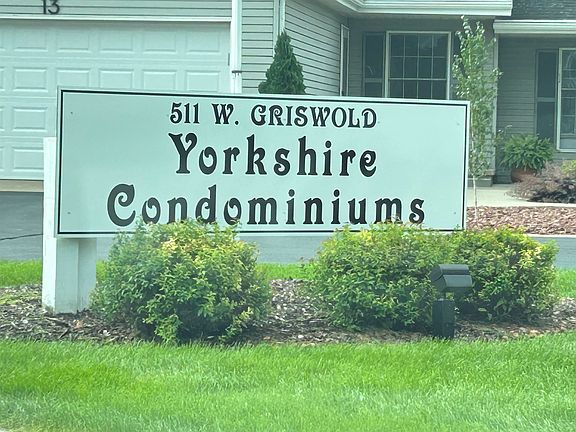 13
511 W. GRISWOLD
Yorkshire
Condominiums